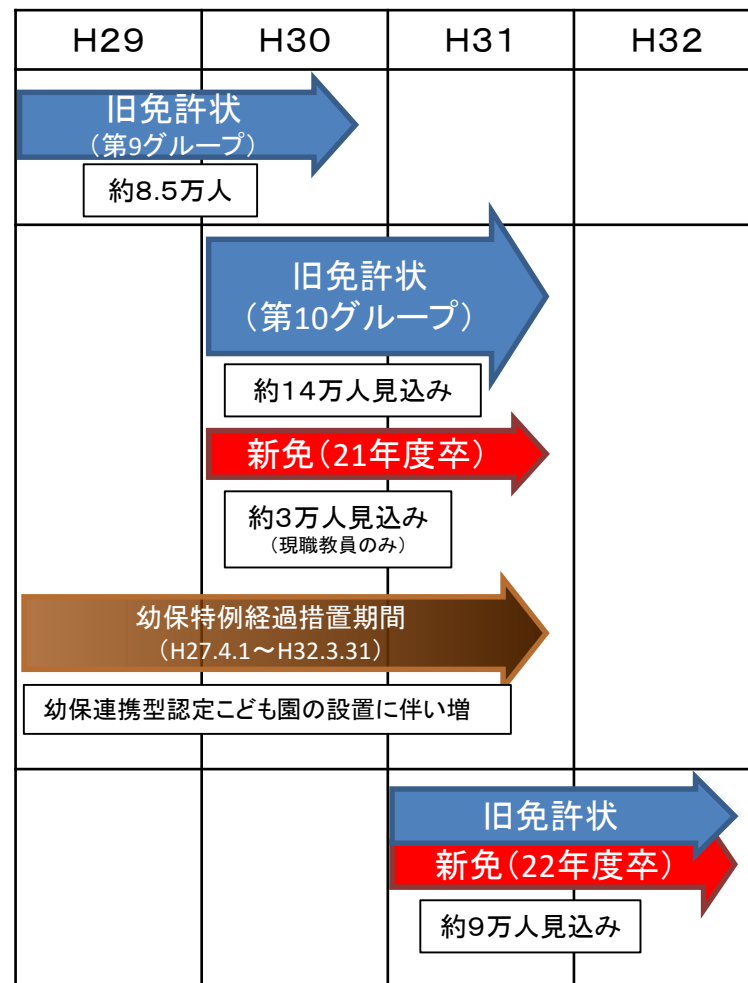 H29 H30 H31 H32
旧免許状
（第9グループ）
約8.5万人
旧免許状
（第10グループ）
約14万人見込み
新免（21年度卒）
約3万人見込み
（現職教員のみ）
幼保特例経過措置期間
（H27.4.1～H32.3.31）
幼保連携型認定こども園の設置に伴い増
旧免許状
新免（22年度卒）
約9万人見込み